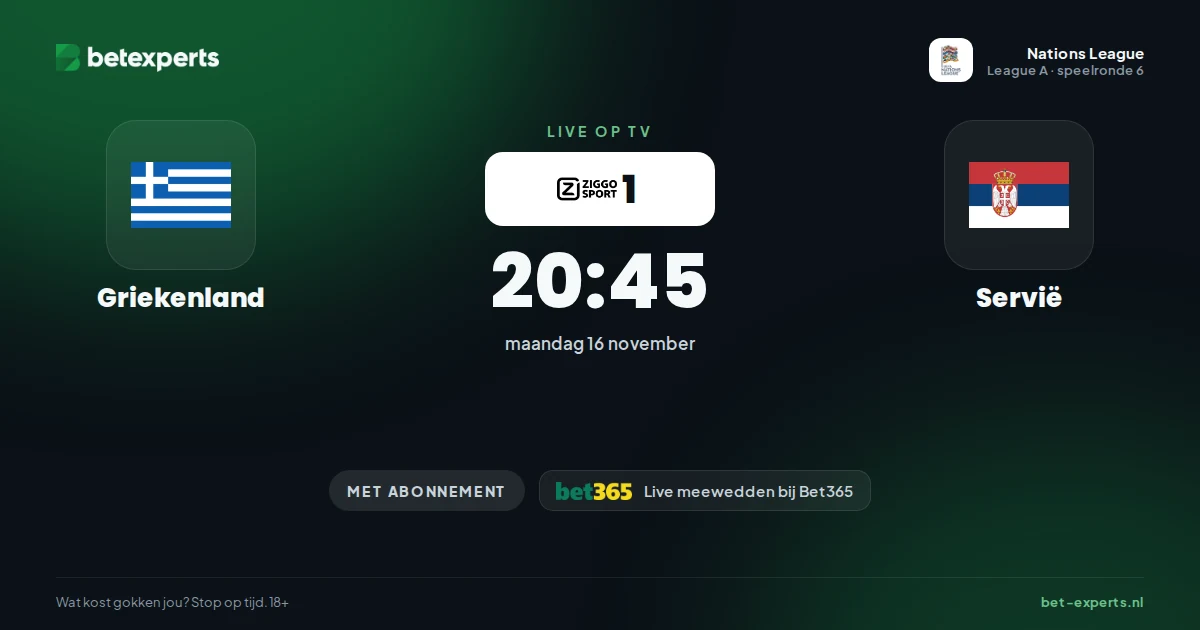 betexperts
Nations League
League A · speelronde 6
LIVE OP TV
ZIGGO
SPORT 1
20:45
maandag 16 november
Griekenland
Servië
MET ABONNEMENT
bet365 Live meewedden bij Bet365
Wat kost gokken jou? Stop op tijd. 18+
bet-experts.nl